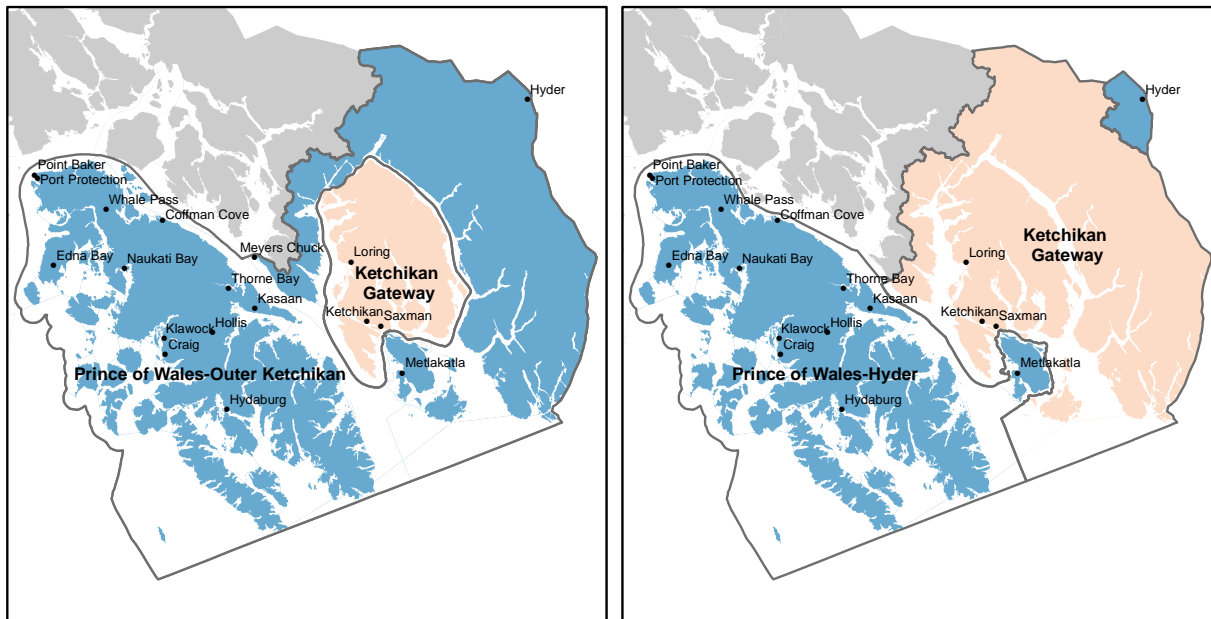 Hyder
Point Baker
Port Protection
Whale Pass
Coffman Cove
Meyers Chuck
Edna Bay
Naukati Bay
Loring
Ketchikan
Gateway
Thorne Bay
Kasaan
Ketchikan
Saxman
Klawock
Hollis
Craig
Prince of Wales-Outer Ketchikan
Metlakatla
Hydaburg
Hyder
Point Baker
Port Protection
Whale Pass
Coffman Cove
Ketchikan
Gateway
Edna Bay
Naukati Bay
Loring
Thorne Bay
Kasaan
Ketchikan
Saxman
Klawock
Hollis
Craig
Prince of Wales-Hyder
Metlakatla
Hydaburg